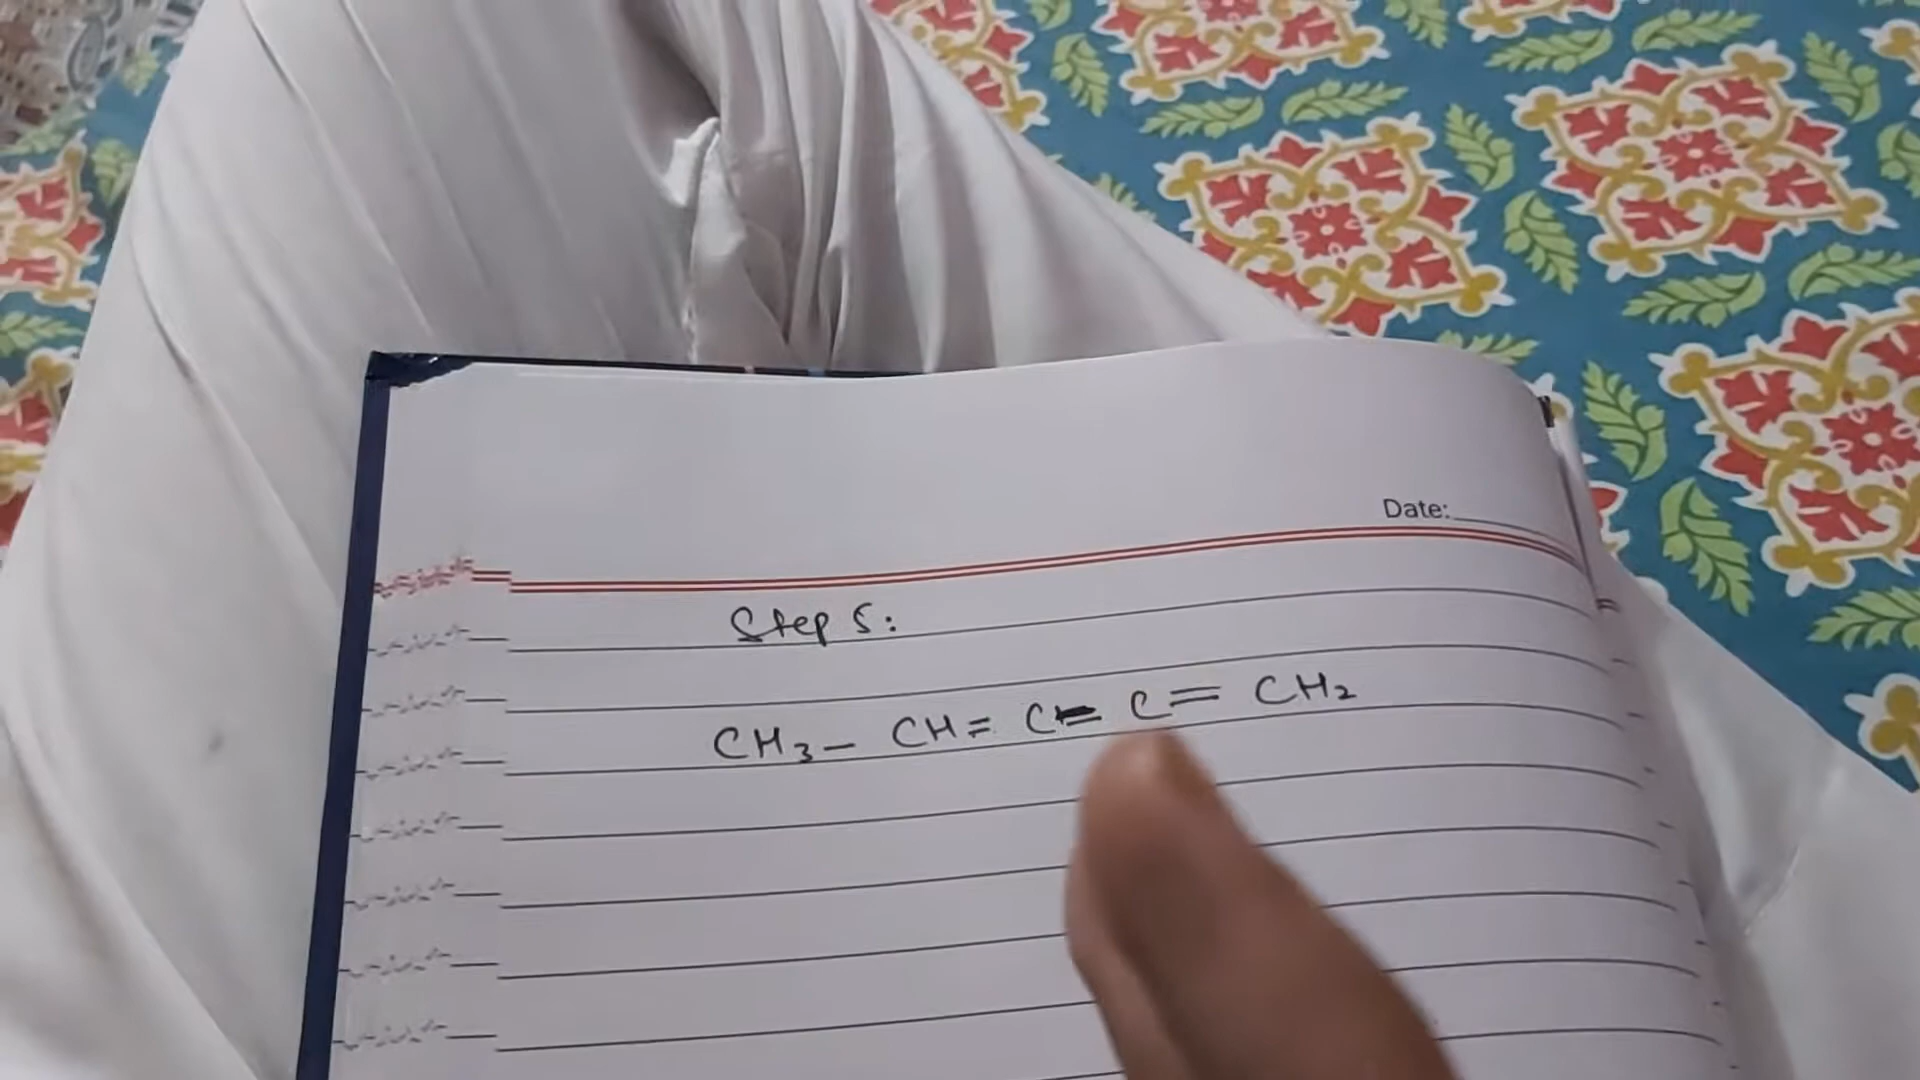 Date:
Step 5:
CH₃- CH= C= C= CH₂